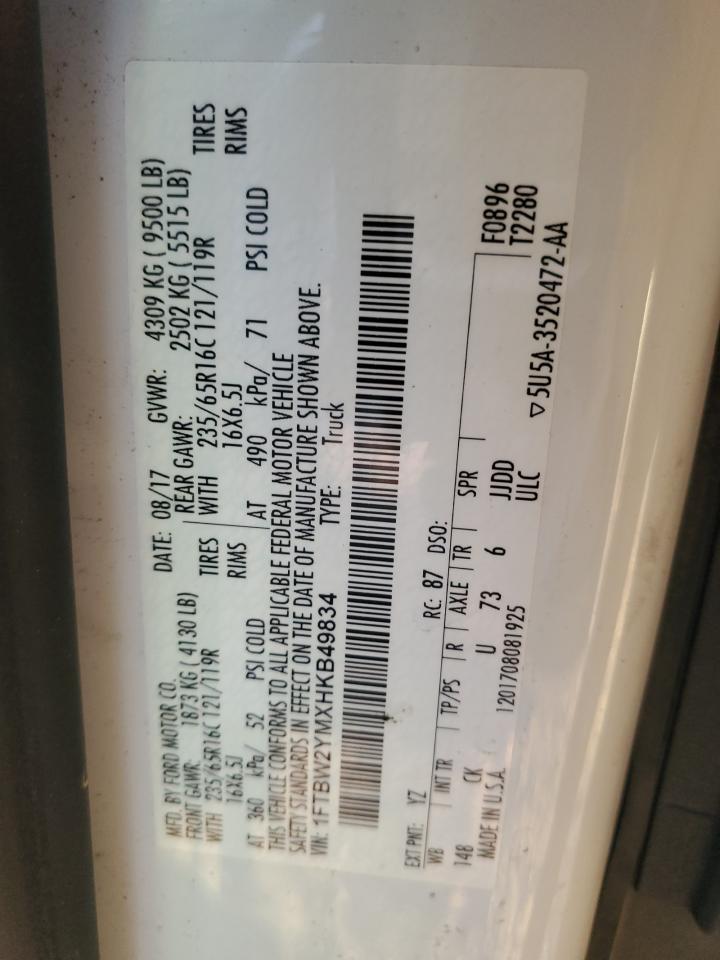 MFD. BY FORD MOTOR CO. DATE: 08/17 GVWR: 4309 KG ( 9500 LB)
FRONT GAWR: 1873 KG ( 4130 LB) REAR GAWR: 2502 KG ( 5515 LB)
WITH 235/65R16C 121/119R TIRES WITH 235/65R16C 121/119R TIRES
16X6.5J RIMS 16X6.5J RIMS
AT 360 kPa/ 52 PSI COLD AT 490 kPa/ 71 PSI COLD
THIS VEHICLE CONFORMS TO ALL APPLICABLE FEDERAL MOTOR VEHICLE
SAFETY STANDARDS IN EFFECT ON THE DATE OF MANUFACTURE SHOWN ABOVE.
VIN: 1FTBW2YMXHKB49834 TYPE: Truck
EXT PNT: YZ RC: 87 DSO: F0896
WB INT TR TP/PS R AXLE TR SPR T2280
148 CK U 73 6 JJDD
MADE IN U.S.A. 1201708081925 ULC ▽ 5U5A-3520472-AA